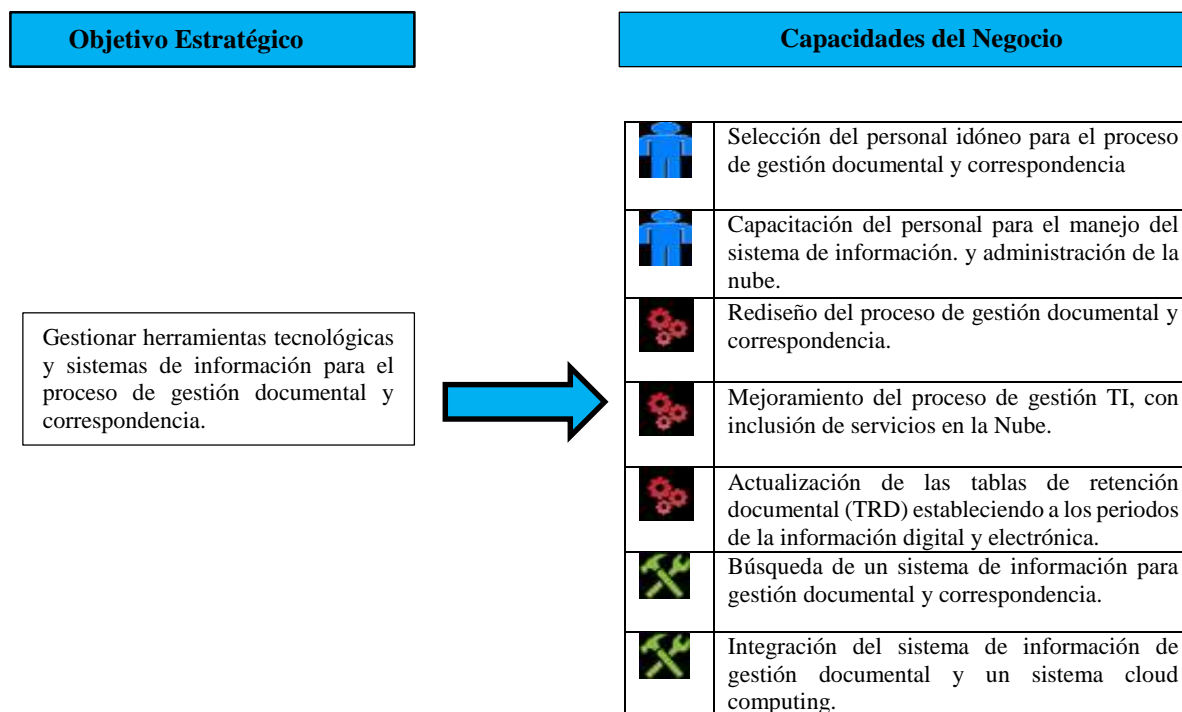 Objetivo Estratégico
Capacidades del Negocio
Gestionar herramientas tecnológicas
y sistemas de información para el
proceso de gestión documental y
correspondencia.
Selección del personal idóneo para el proceso
de gestión documental y correspondencia
Capacitación del personal para el manejo del
sistema de información. y administración de la
nube.
Rediseño del proceso de gestión documental y
correspondencia.
Mejoramiento del proceso de gestión TI, con
inclusión de servicios en la Nube.
Actualización de las tablas de retención
documental (TRD) estableciendo a los periodos
de la información digital y electrónica.
Búsqueda de un sistema de información para
gestión documental y correspondencia.
Integración del sistema de información de
gestión documental y un sistema cloud
computing.